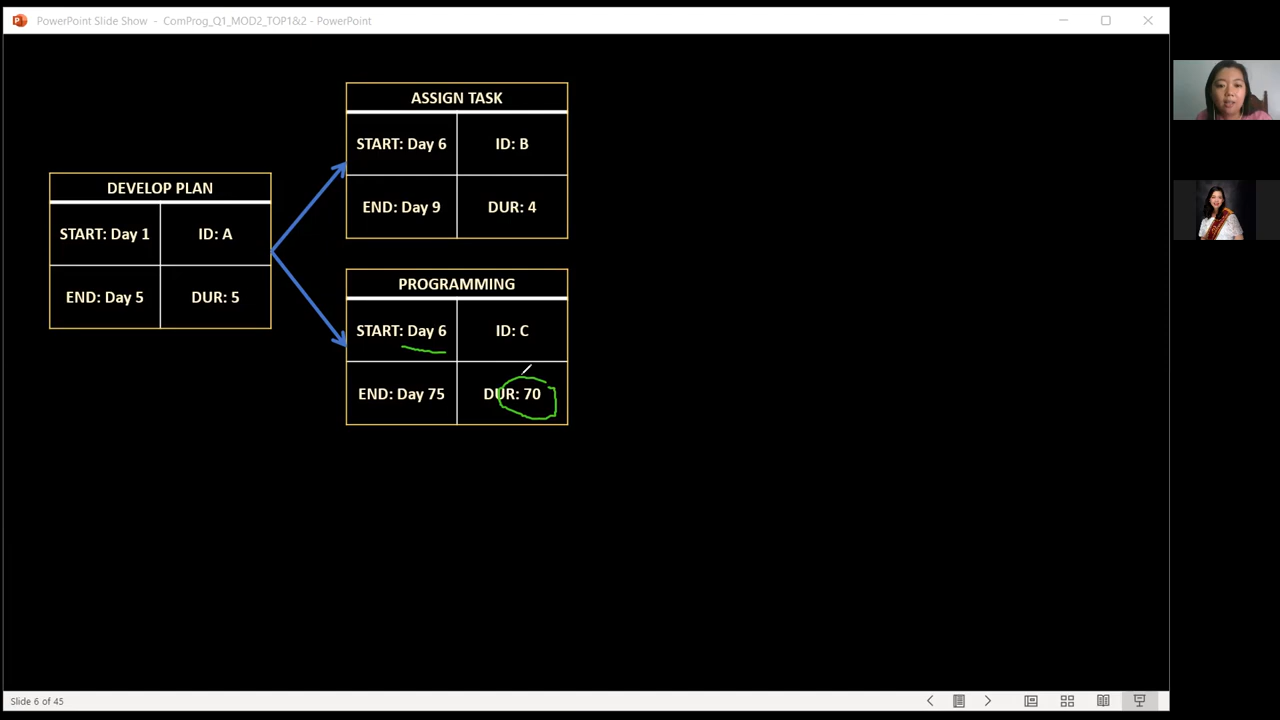 PowerPoint Slide Show - ComProg_Q1_MOD2_TOP1&2 - PowerPoint
ASSIGN TASK
START: Day 6
ID: B
END: Day 9
DUR: 4
DEVELOP PLAN
START: Day 1
ID: A
END: Day 5
DUR: 5
PROGRAMMING
START: Day 6
ID: C
END: Day 75
DUR: 70
Slide 6 of 45